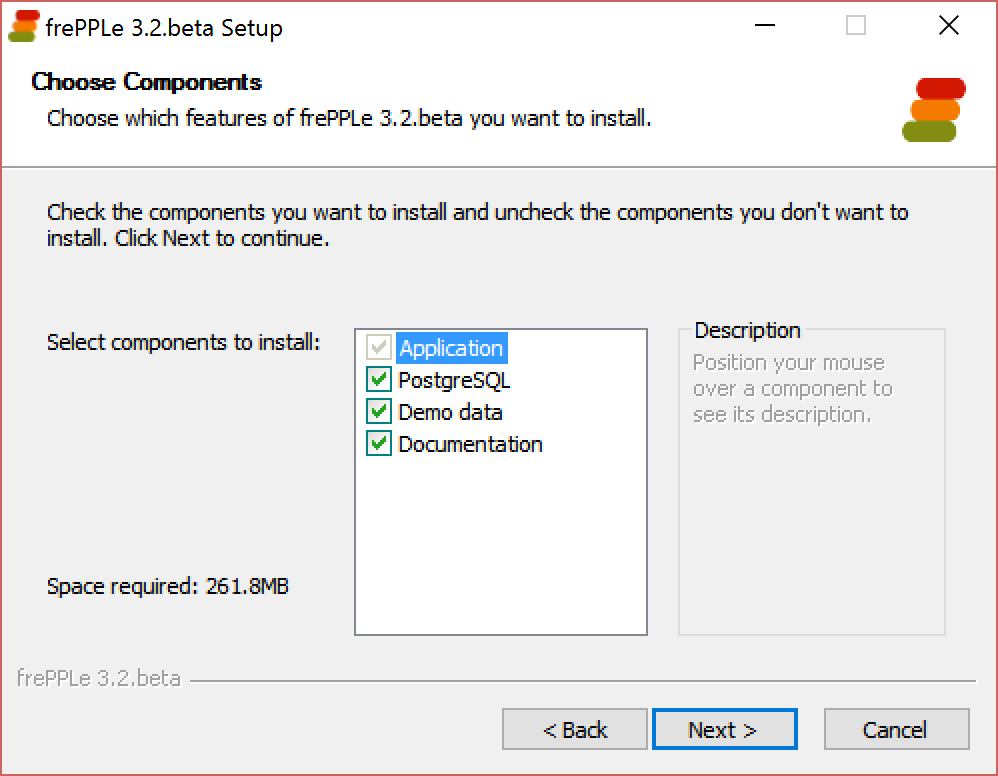 frePPLe 3.2.beta Setup
Choose Components
Choose which features of frePPLe 3.2.beta you want to install.
Check the components you want to install and uncheck the components you don't want to
install. Click Next to continue.
Select components to install:
Application
PostgreSQL
Demo data
Documentation
Description
Position your mouse
over a component to
see its description.
Space required: 261.8MB
frePPLe 3.2.beta
< Back
Next >
Cancel